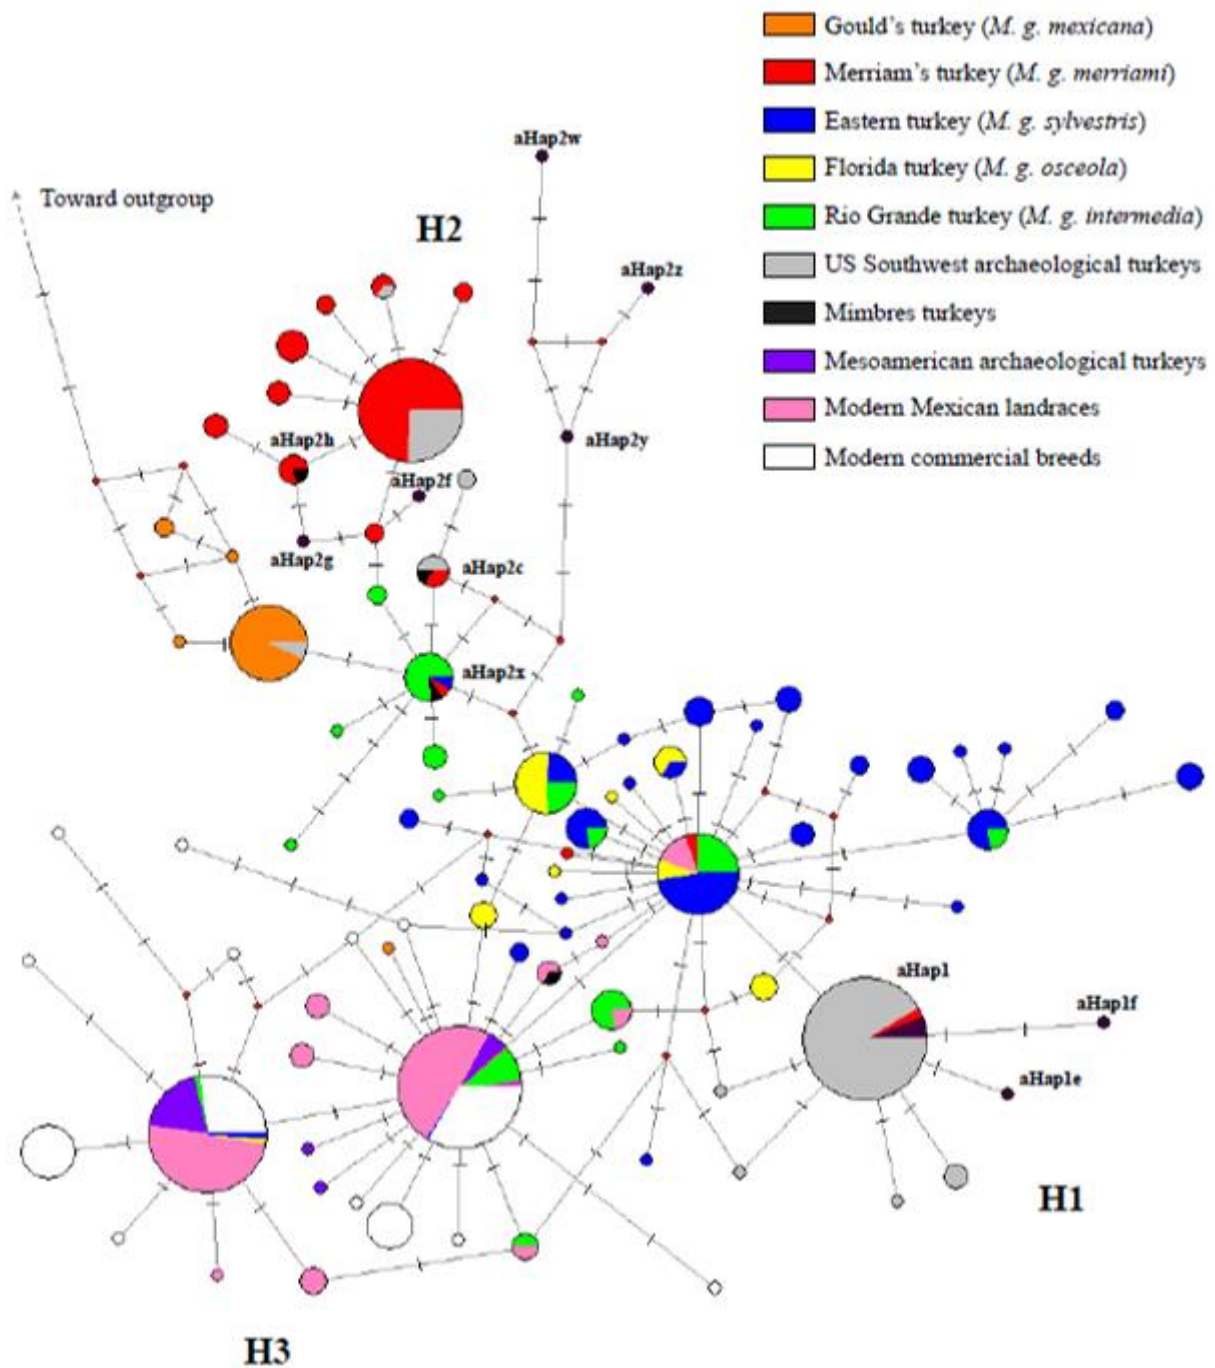 Gould's turkey (M. g. mexicana)
Merriam's turkey (M. g. merriami)
Eastern turkey (M. g. sylvestris)
Florida turkey (M. g. osceola)
Rio Grande turkey (M. g. intermedia)
US Southwest archaeological turkeys
Mimbres turkeys
Mesoamerican archaeological turkeys
Modern Mexican landraces
Modern commercial breeds
aHap2w
Toward outgroup
H2
aHap2z
aHap2h
aHap2y
aHap2f
aHap2g
aHap2c
aHap2x
aHap1
aHap1f
aHap1e
H1
H3